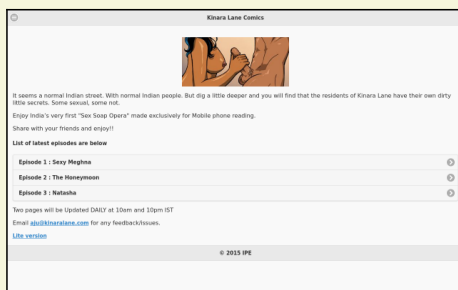 Kinara Lane Comics
It seems a normal Indian street. With normal Indian people. But dig a little deeper and you will find that the residents of Kinara Lane have their own dirty
little secrets. Some sexual, some not.
Enjoy India's very first "Sex Soap Opera" made exclusively for Mobile phone reading.
Share with your friends and enjoy!!
List of latest episodes are below
Episode 1 : Sexy Meghna
Episode 2 : The Honeymoon
Episode 3 : Natasha
Two pages will be Updated DAILY at 10am and 10pm IST
Email aju@kinaralane.com for any feedback/issues.
Lite version
© 2015 IPE